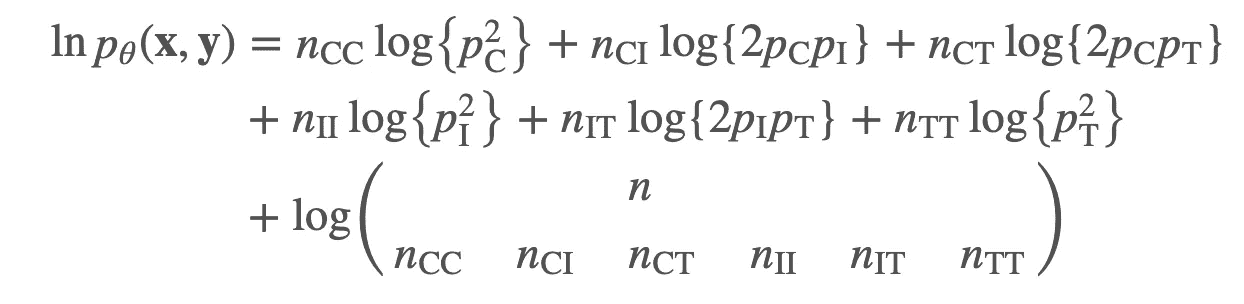 ln p_θ(𝐱, 𝐲) = n_CC log{p_C^2} + n_CI log{2p_C p_I} + n_CT log{2p_C p_T}
+ n_II log{p_I^2} + n_IT log{2p_I p_T} + n_TT log{p_T^2}
+ log( n
n_CC n_CI n_CT n_II n_IT n_TT )